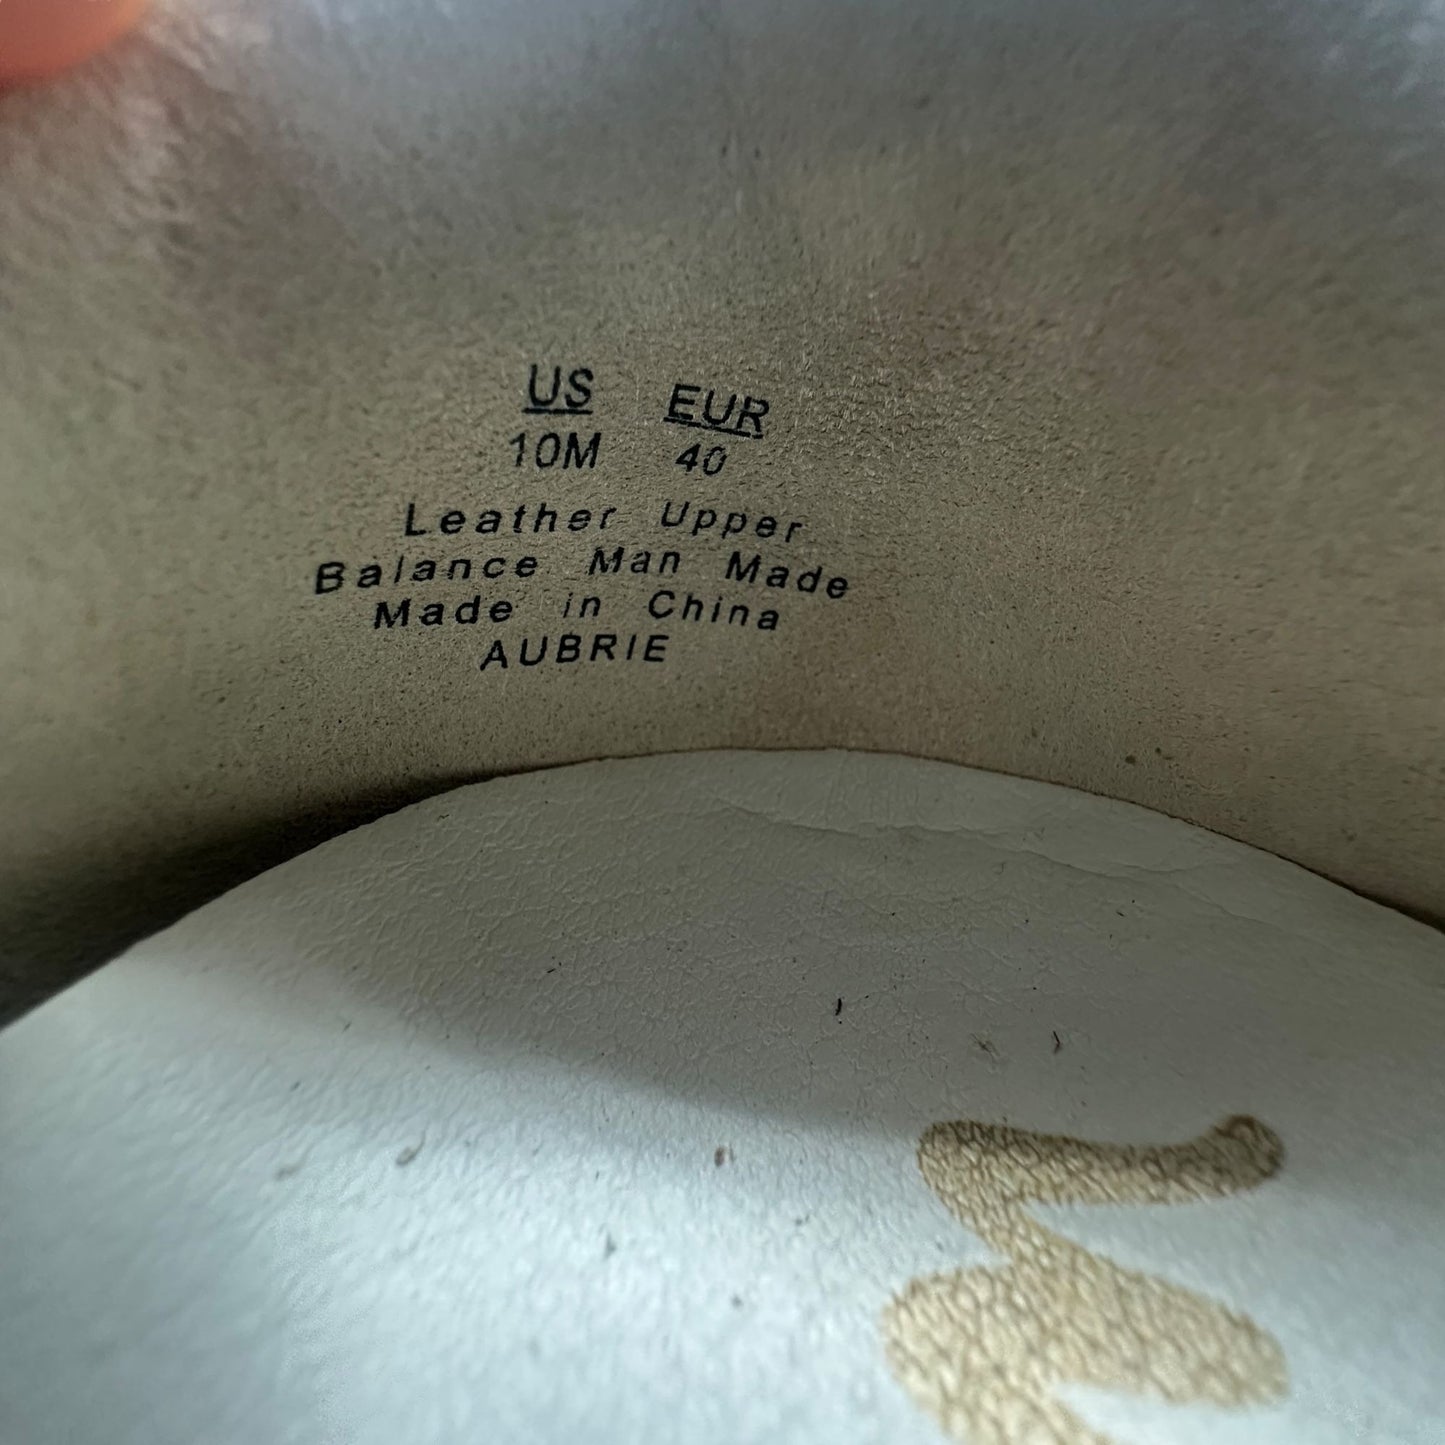 US EUR
10M 40
Leather Upper
Balance Man Made
Made in China
AUBRIE